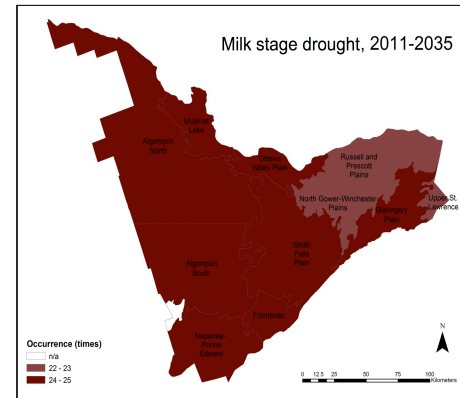 Milk stage drought, 2011-2035
Muskrat
Lake
Algonquin
North
Ottawa
Valley Plain
Russell and
Prescott
Plains
North Gower-Winchester
Plains
Upper St.
Lawrence
Glengary
Plain
Smith
Falls
Plain
Algonquin
South
Frontenac
Napanee -
Prince
Edward
Occurrence (times)
n/a
22 - 23
24 - 25
N
0 12.5 25 50 75 100
Kilometers